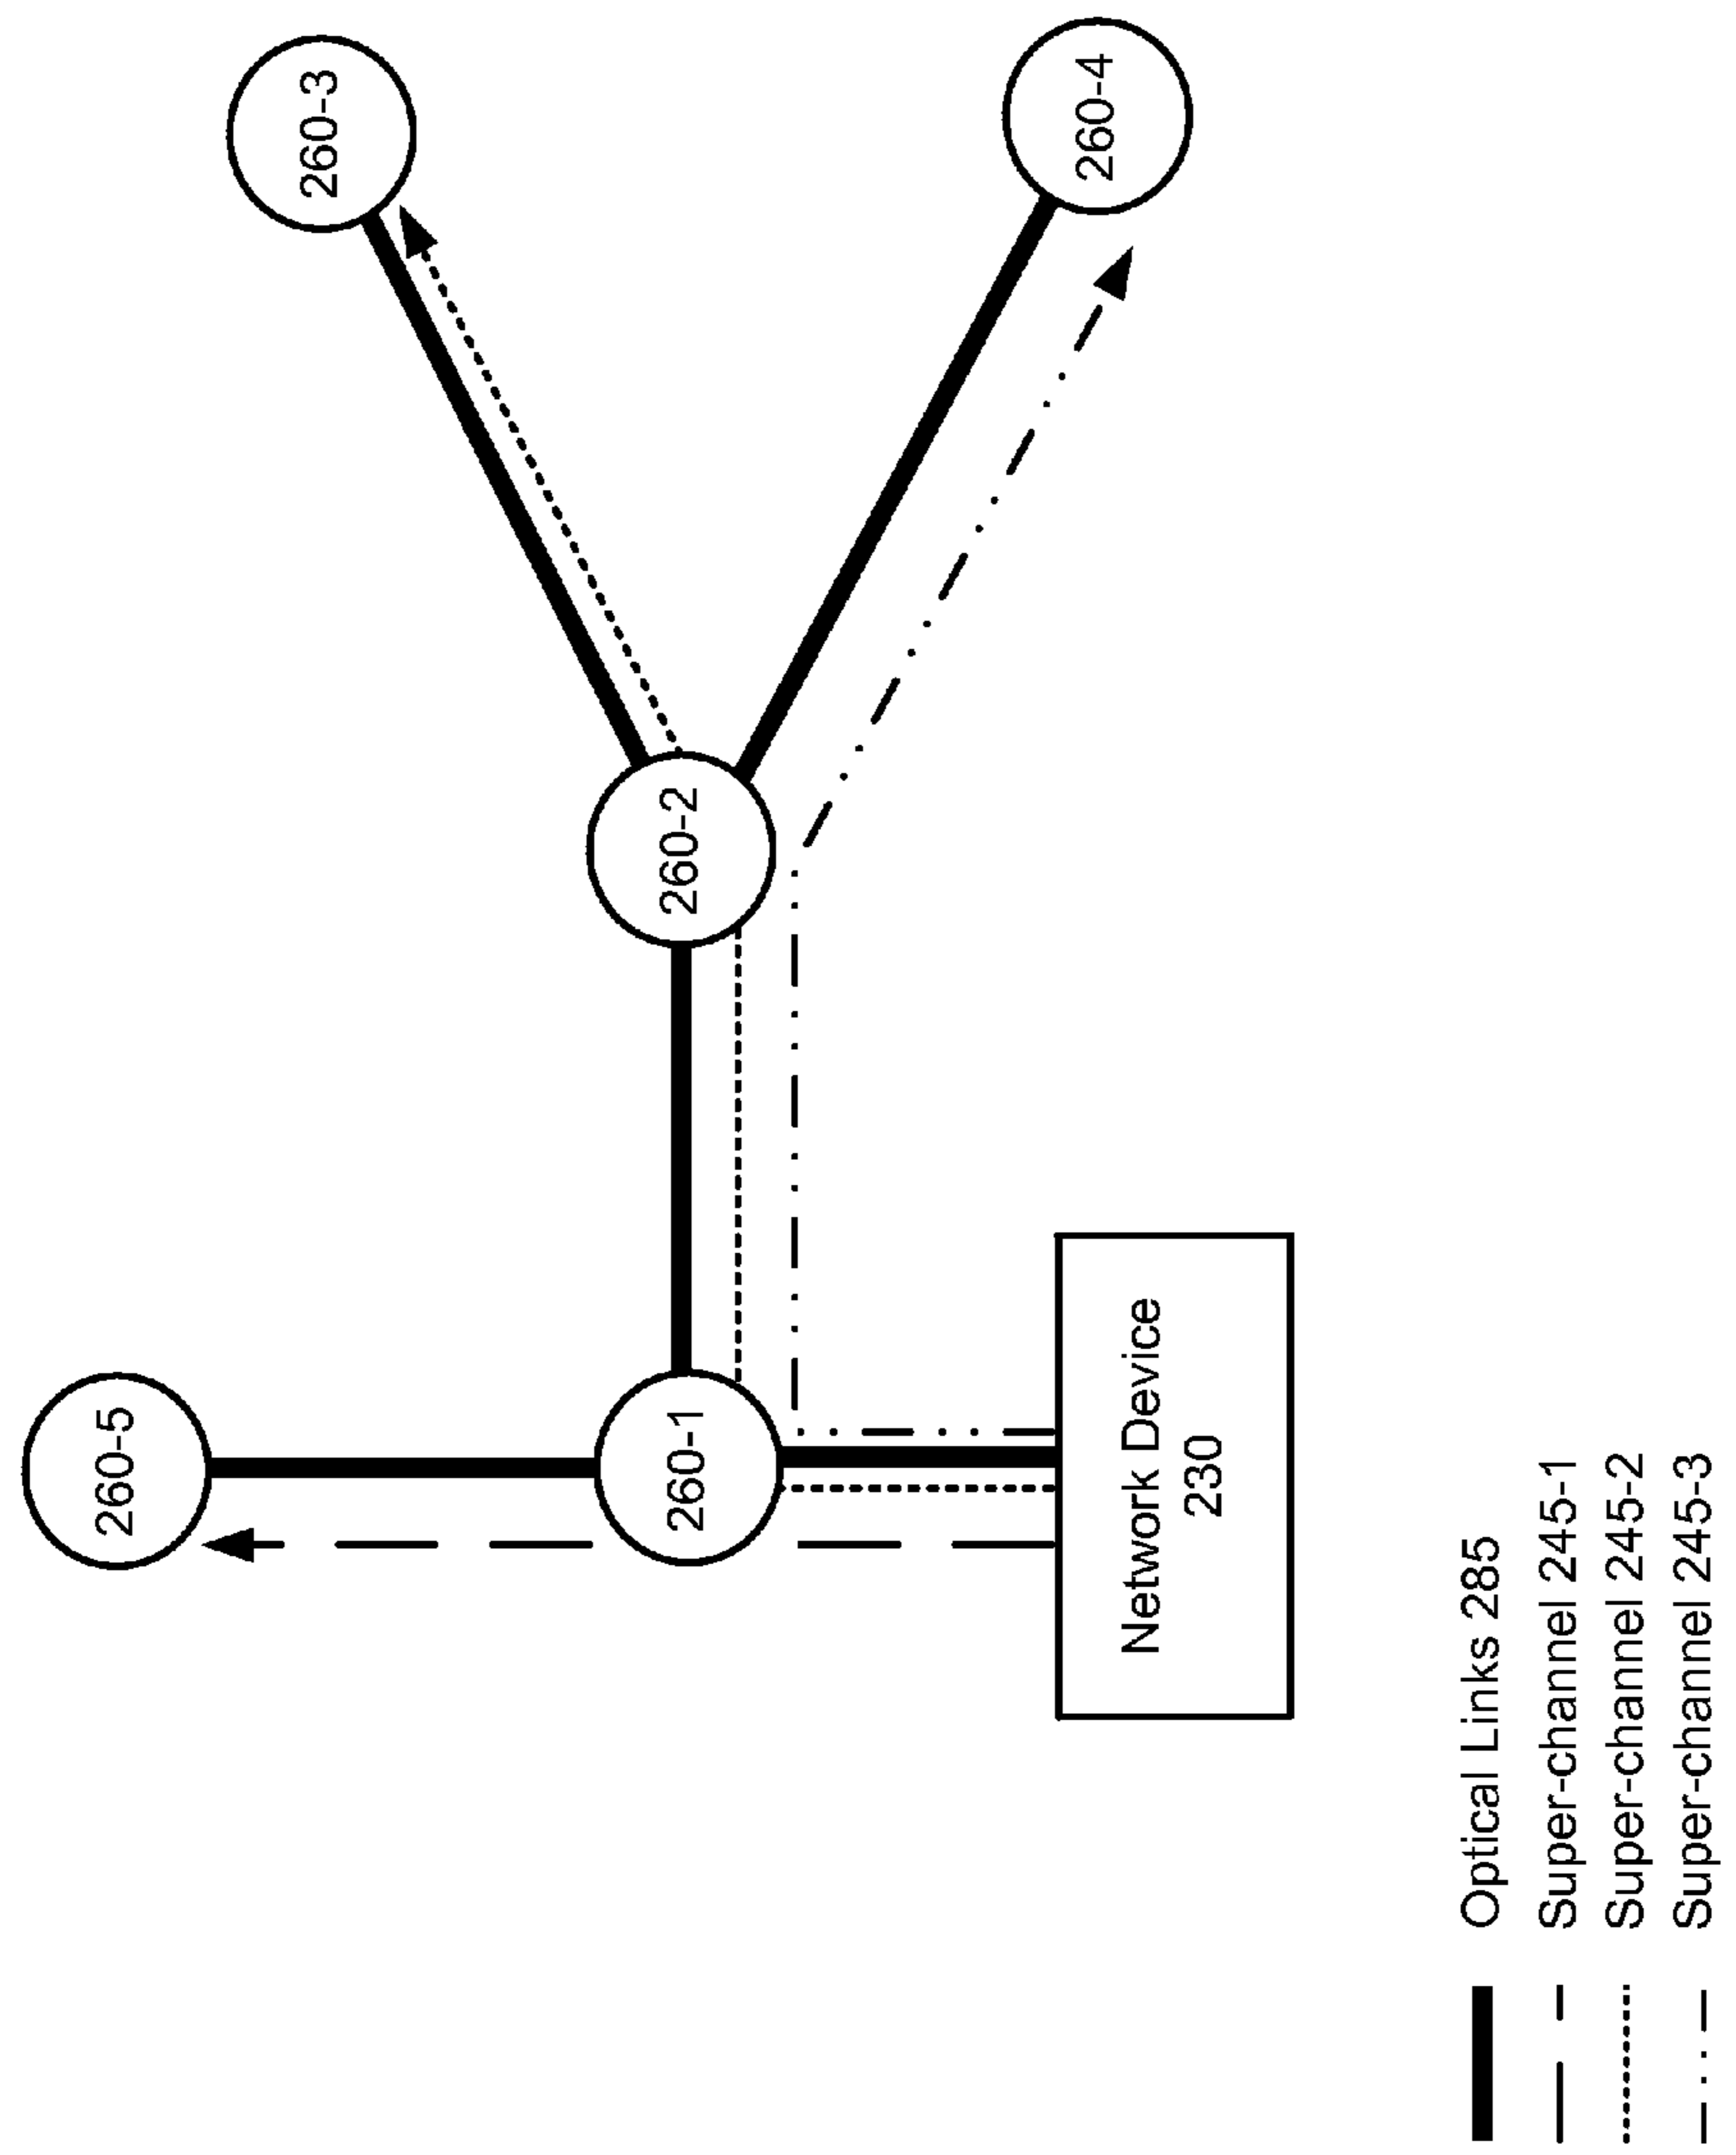 260-5
260-1
260-2
260-3
260-4
Network Device
230
Optical Links 285
Super-channel 245-1
Super-channel 245-2
Super-channel 245-3